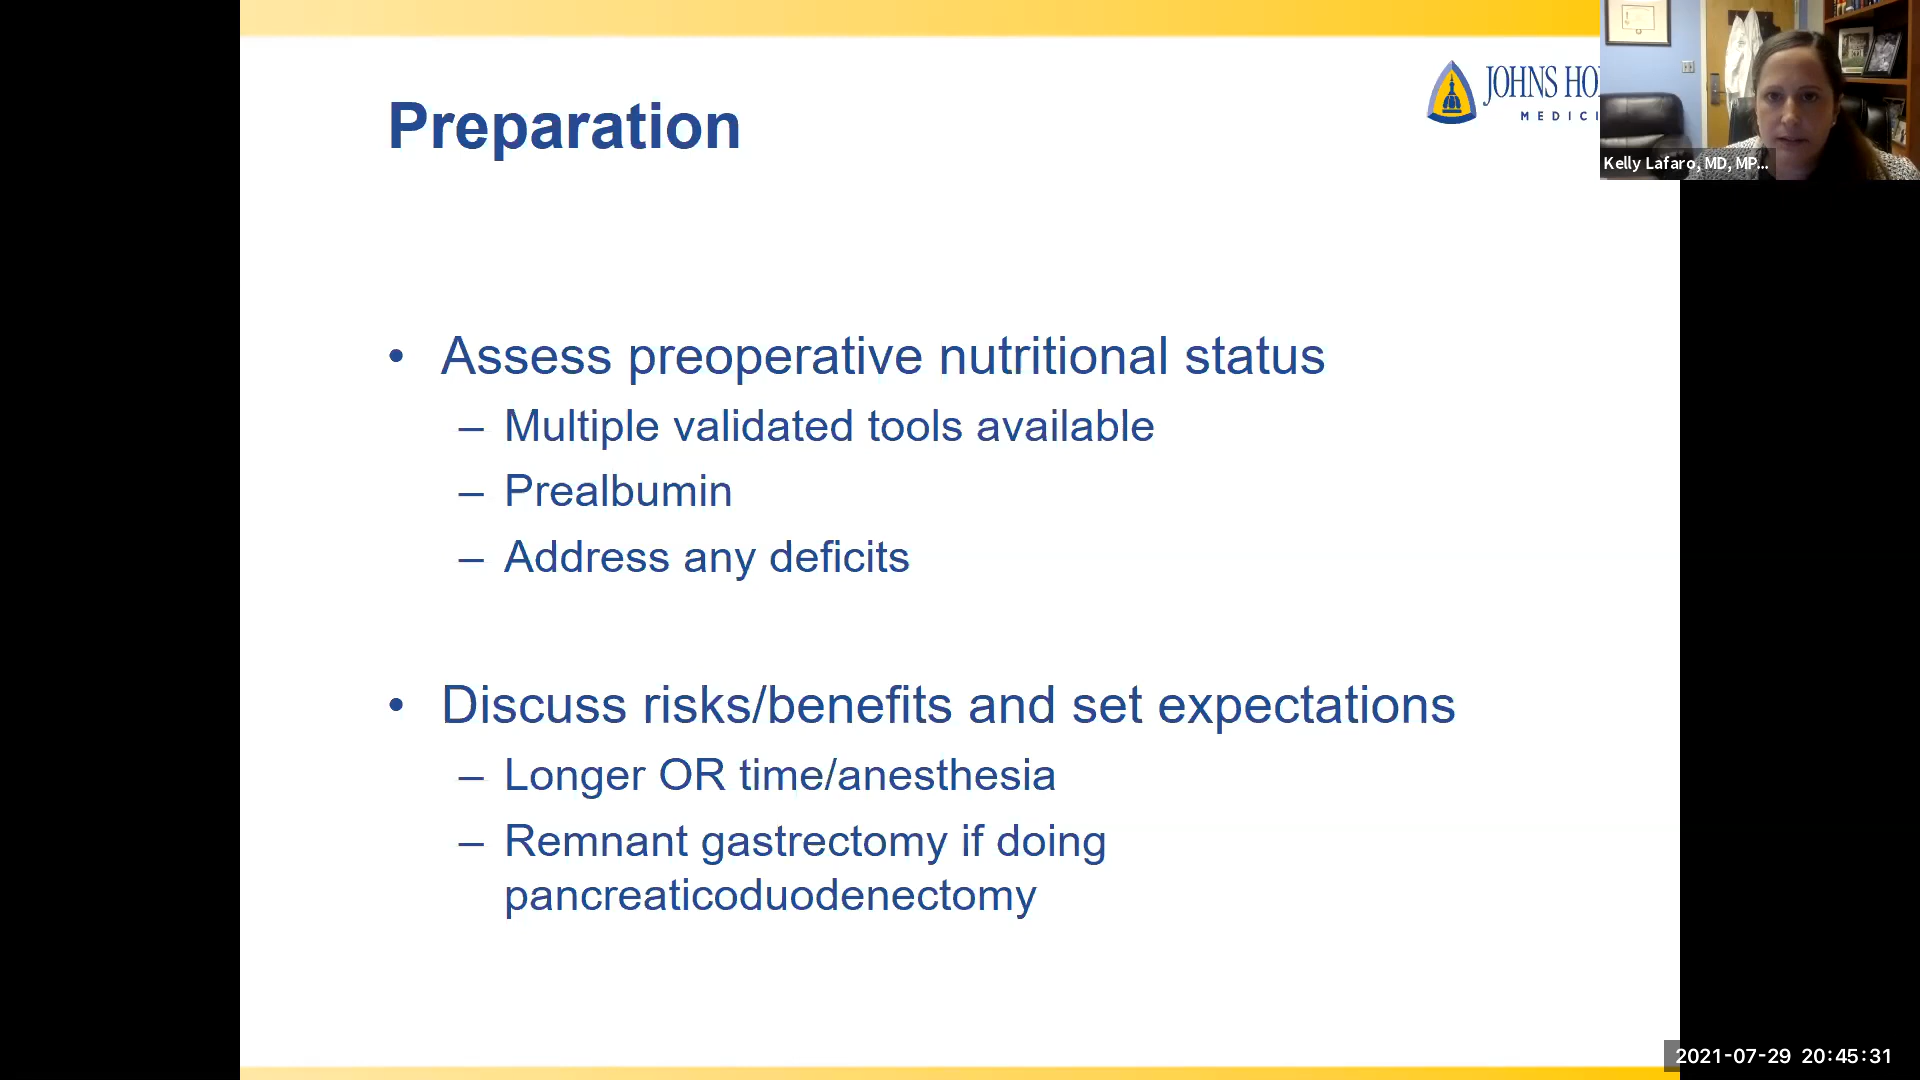 Preparation
JOHNS HO
MEDICI
Kelly Lafaro, MD, MP...
• Assess preoperative nutritional status
– Multiple validated tools available
– Prealbumin
– Address any deficits
• Discuss risks/benefits and set expectations
– Longer OR time/anesthesia
– Remnant gastrectomy if doing
pancreaticoduodenectomy
2021-07-29 20:45:31